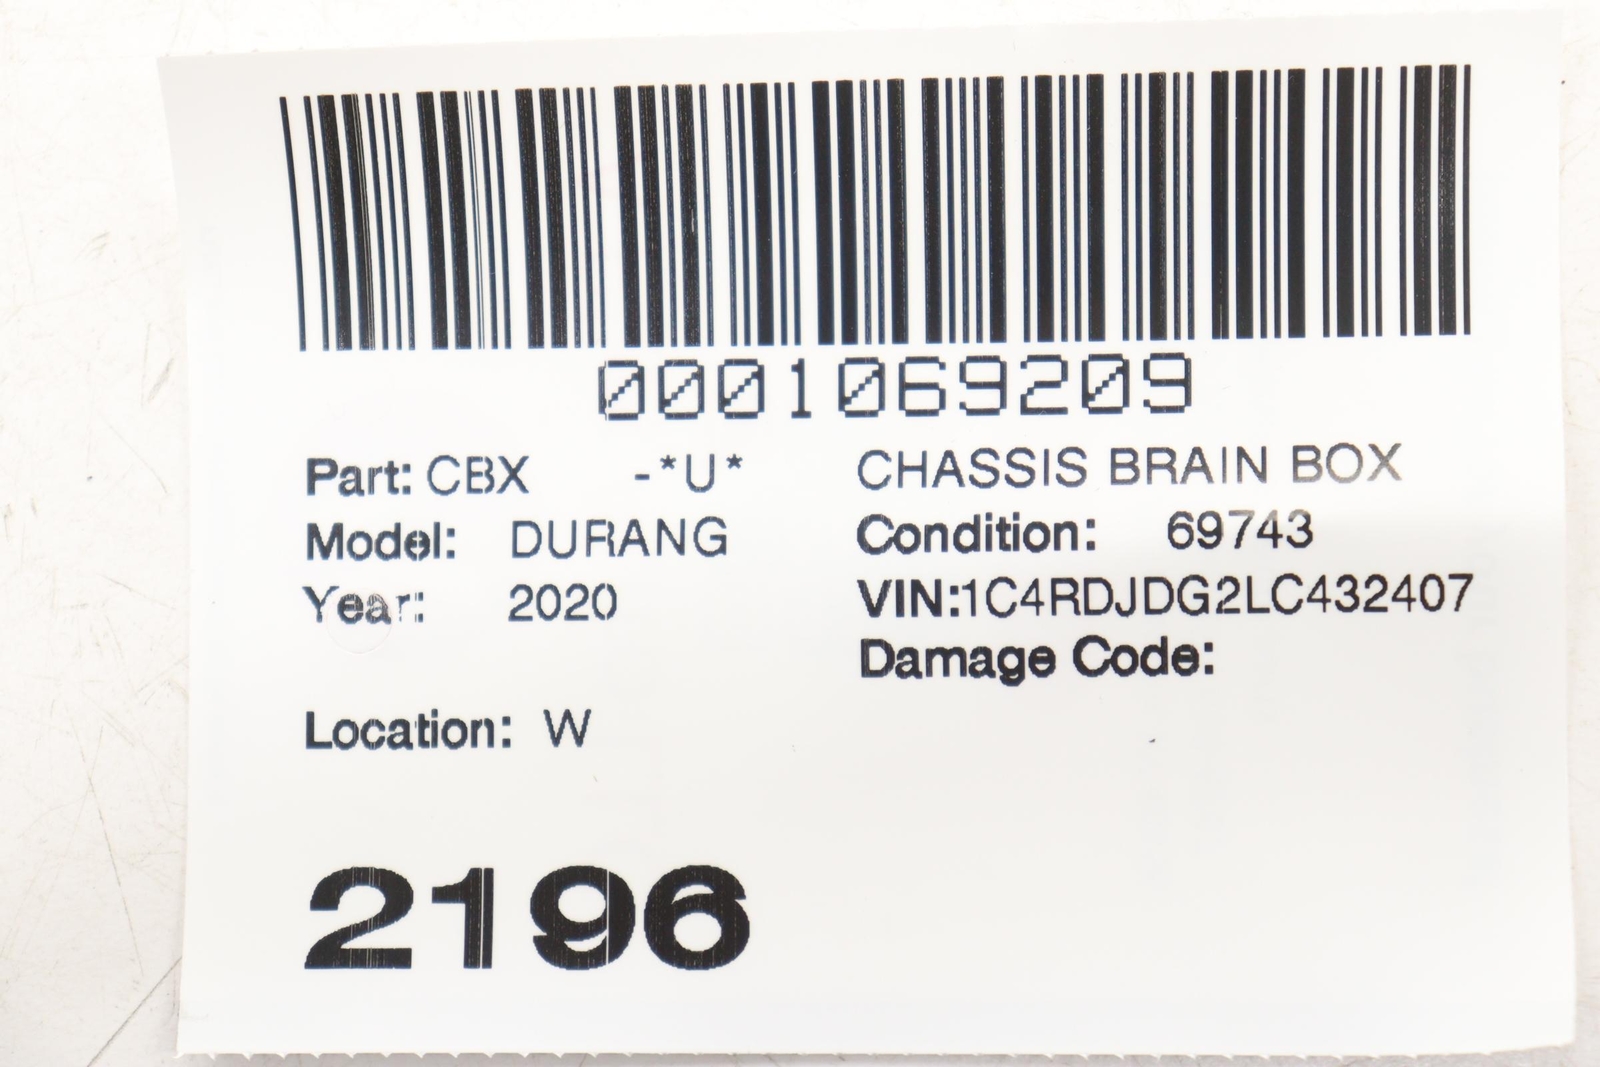 0001069209
Part: CBX -*U* CHASSIS BRAIN BOX
Model: DURANG Condition: 69743
Year: 2020 VIN:1C4RDJDG2LC432407
Damage Code:
Location: W
2196